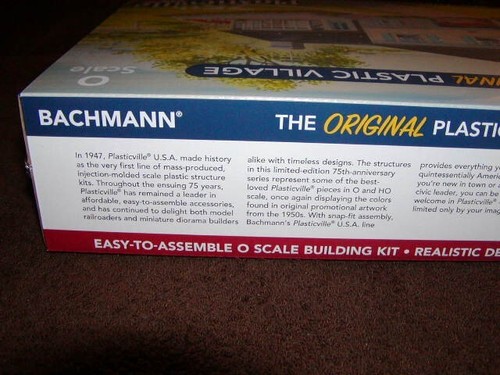 O Scale
INAL PLASTIC VILLAGE
BACHMANN®
THE ORIGINAL PLASTIC
In 1947, Plasticville® U.S.A. made history
as the very first line of mass-produced,
injection-molded scale plastic structure
kits. Throughout the ensuing 75 years,
Plasticville® has remained a leader in
affordable, easy-to-assemble accessories,
and has continued to delight both model
railroaders and miniature diorama builders
alike with timeless designs. The structures
in this limited-edition 75th-anniversary
series represent some of the best-
loved Plasticville® pieces in O and HO
scale, once again displaying the colors
found in original promotional artwork
from the 1950s. With snap-fit assembly,
Bachmann's Plasticville® U.S.A. line
provides everything y
quintessentially Ameri
you're new in town or a
civic leader, you can be
welcome in Plasticville®
limited only by your imag
EASY-TO-ASSEMBLE O SCALE BUILDING KIT • REALISTIC DE